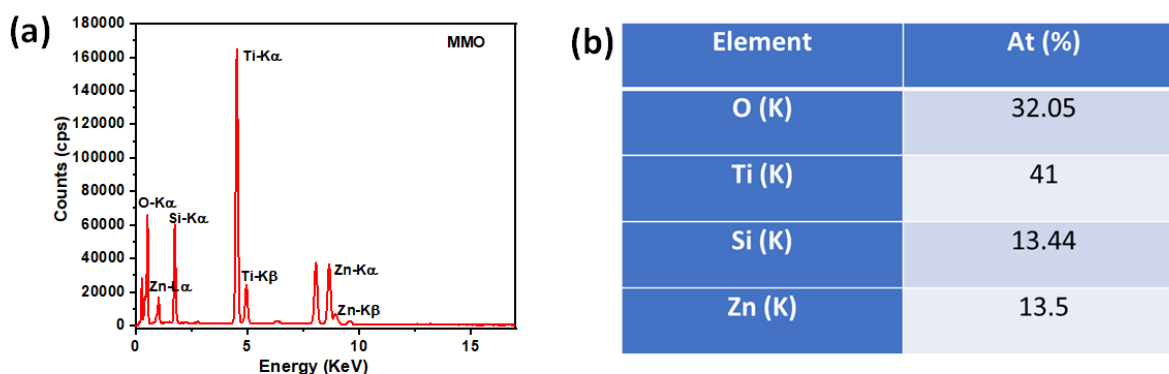 (a)
MMO
Counts (cps)
180000
160000
140000
120000
100000
80000
60000
40000
20000
0
Ti-Kα
O-Kα
Si-Kα
Zn-Lα
Ti-Kβ
Zn-Kα
Zn-Kβ
0 5 10 15
Energy (KeV)
(b)
Element At (%)
O (K) 32.05
Ti (K) 41
Si (K) 13.44
Zn (K) 13.5